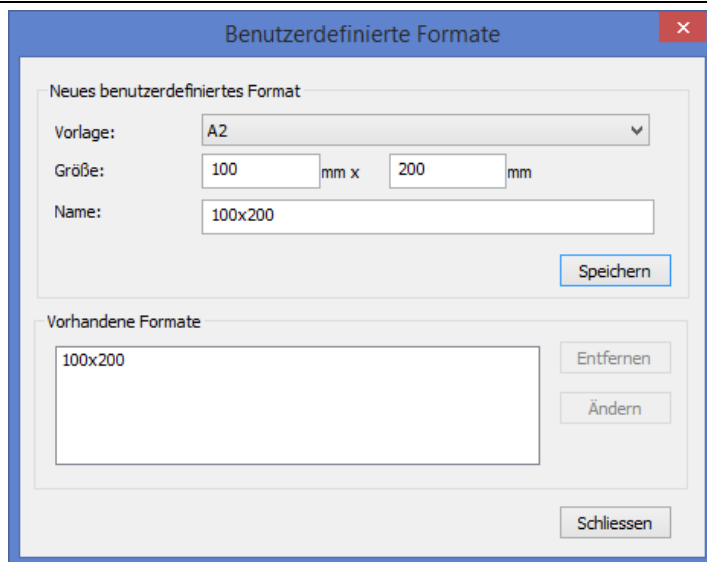 Benutzerdefinierte Formate
Neues benutzerdefiniertes Format
Vorlage: A2
Größe: 100 mm x 200 mm
Name: 100x200
Speichern
Vorhandene Formate
100x200
Entfernen
Ändern
Schliessen